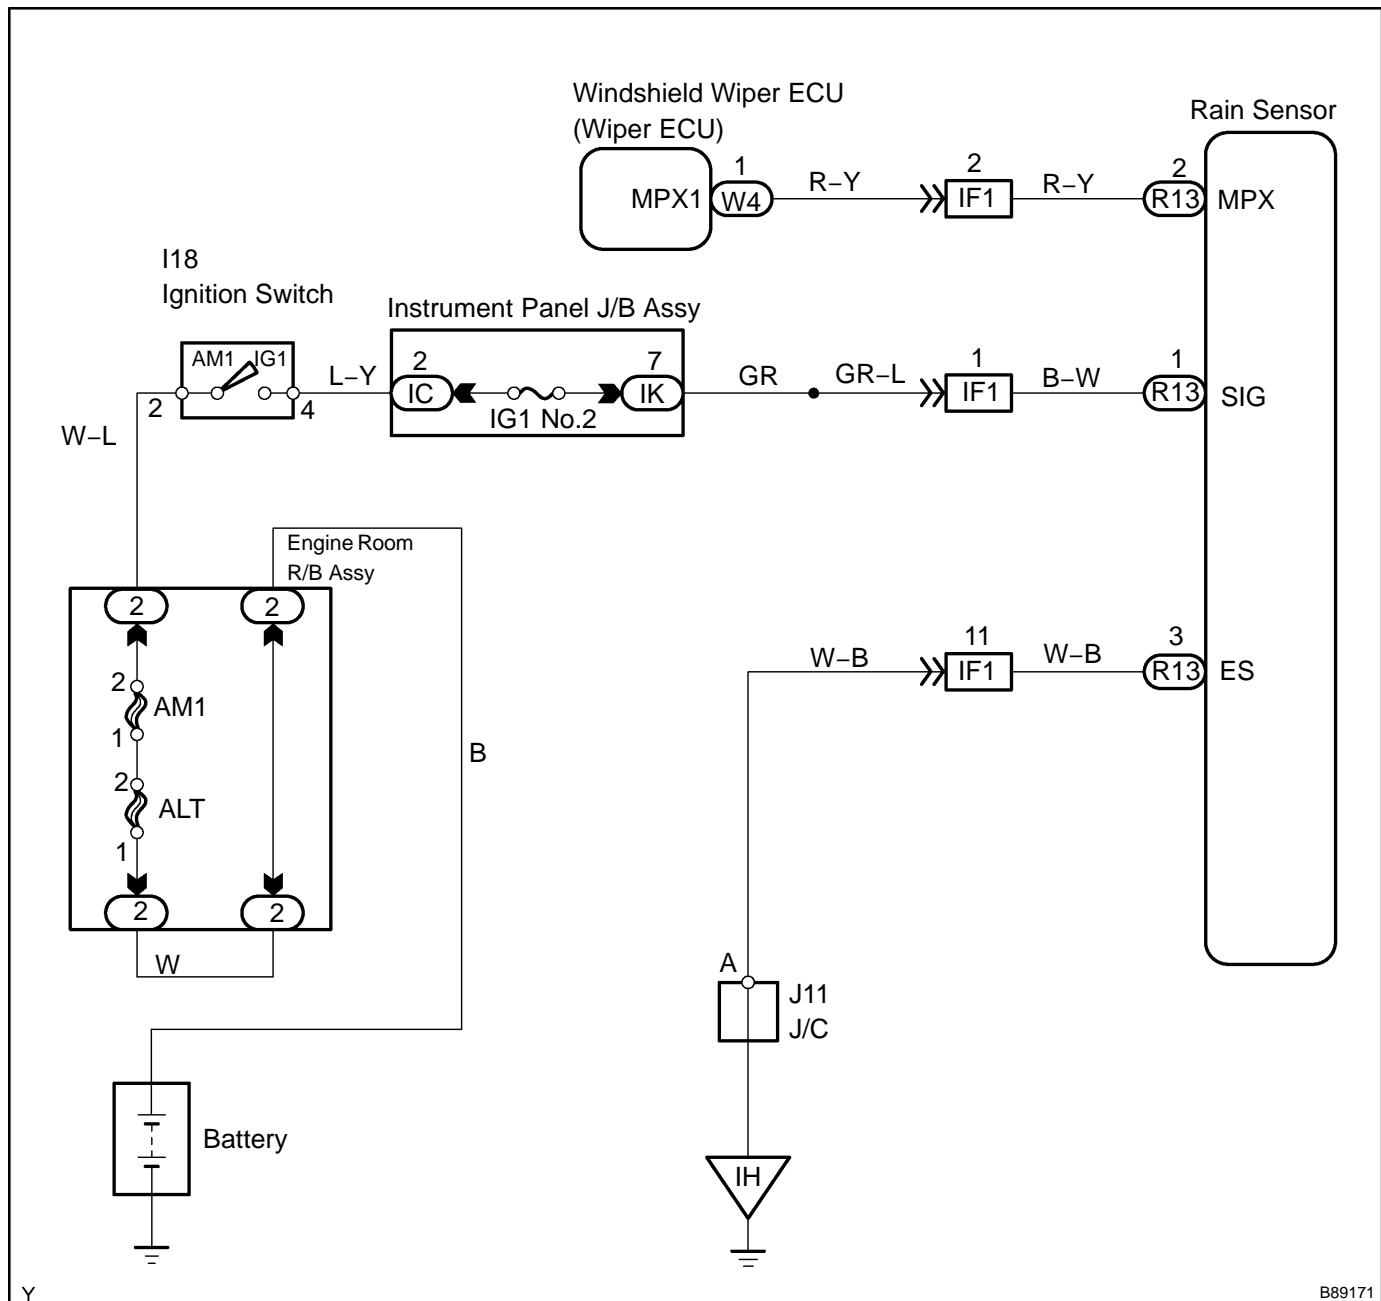 Windshield Wiper ECU
(Wiper ECU)
Rain Sensor
MPX1
1
W4
R–Y
2
IF1
R–Y
2
R13
MPX
I18
Ignition Switch
AM1 IG1
2
4
L–Y
Instrument Panel J/B Assy
2
IC
IG1 No.2
7
IK
GR
GR–L
1
IF1
B–W
1
R13
SIG
W–L
Engine Room
R/B Assy
2
2
2
AM1
1
2
ALT
1
2
2
W
B
W–B
11
IF1
W–B
3
R13
ES
A
J11
J/C
IH
Battery
Y
B89171